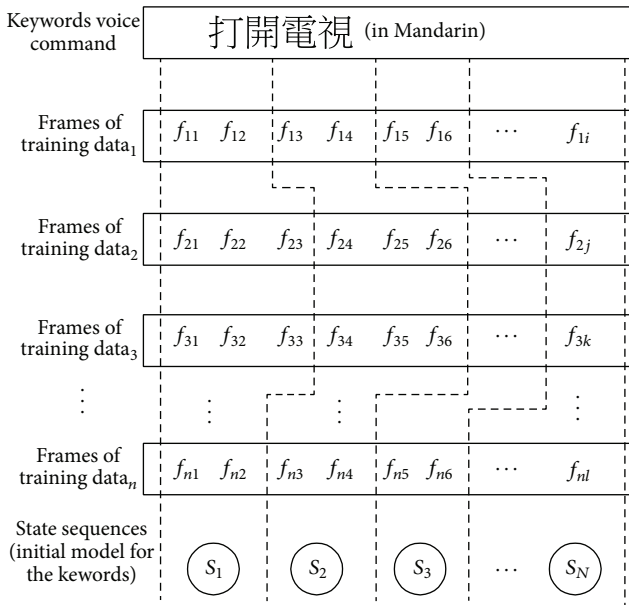 Keywords voice
command
打開電視 (in Mandarin)
Frames of
training data₁
f₁₁ f₁₂ f₁₃ f₁₄ f₁₅ f₁₆ ⋯ f₁ᵢ
Frames of
training data₂
f₂₁ f₂₂ f₂₃ f₂₄ f₂₅ f₂₆ ⋯ f₂ⱼ
Frames of
training data₃
f₃₁ f₃₂ f₃₃ f₃₄ f₃₅ f₃₆ ⋯ f₃ₖ
⋮ ⋮ ⋮ ⋮
Frames of
training dataₙ
fₙ₁ fₙ₂ fₙ₃ fₙ₄ fₙ₅ fₙ₆ ⋯ fₙₗ
State sequences
(initial model for
the kewords)
S₁ S₂ S₃ ⋯ S_N